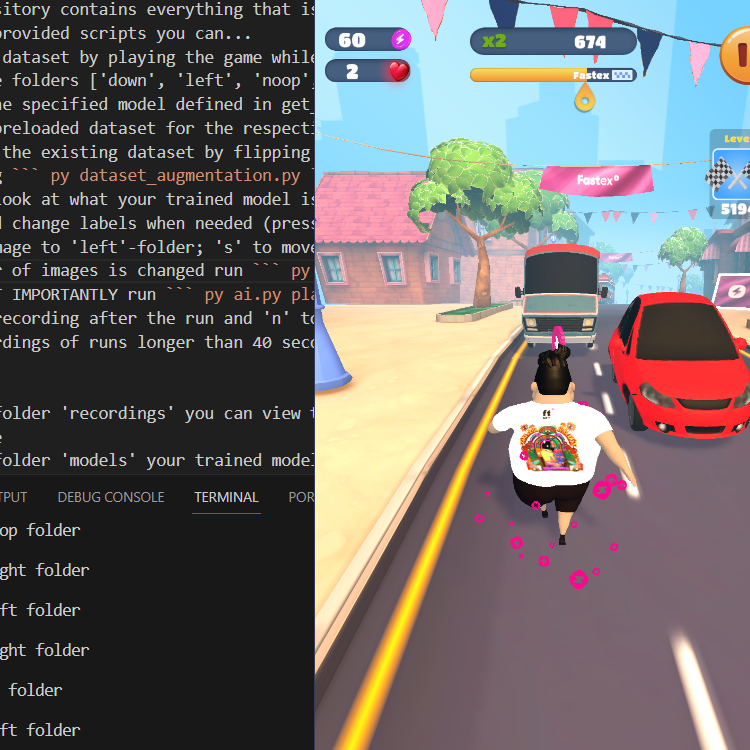 sitory contains everything that is
provided scripts you can...
dataset by playing the game while
e folders ['down', 'left', 'noop',
he specified model defined in get_
preloaded dataset for the respecti
the existing dataset by flipping
g ``` py dataset_augmentation.py
look at what your trained model is
d change labels when needed (press
mage to 'left'-folder; 's' to move
r of images is changed run ``` py
T IMPORTANTLY run ``` py ai.py pla
recording after the run and 'n' to
rdings of runs longer than 40 seco
folder 'recordings' you can view t
e
folder 'models' your trained model
TPUT DEBUG CONSOLE TERMINAL POR
op folder
ght folder
ft folder
ght folder
folder
ft folder
60
2
x2 674
Fastex
!
Leve
5194
Fastex